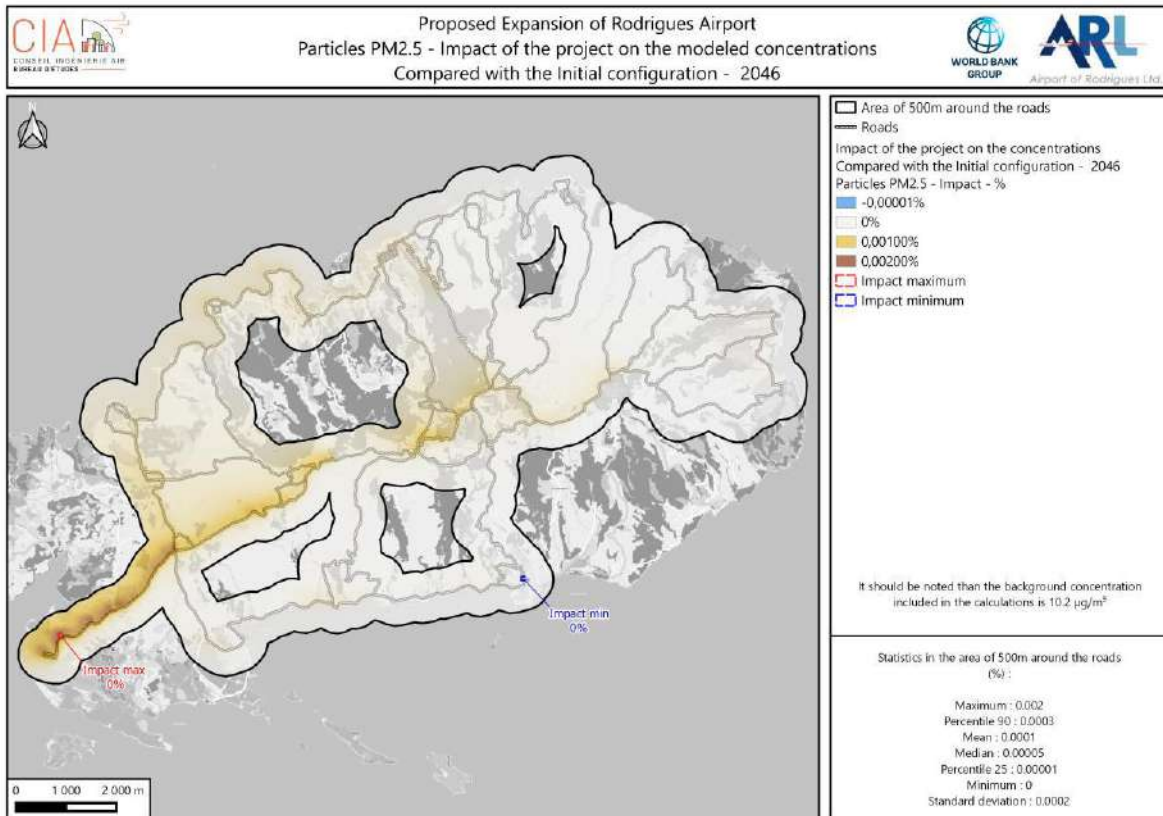 CIA
CONSEIL INGENIERIE AIR
BUREAU D'ETUDES
Proposed Expansion of Rodrigues Airport
Particles PM2.5 - Impact of the project on the modeled concentrations
Compared with the Initial configuration - 2046
WORLD BANK
GROUP
ARL
Airport of Rodrigues Ltd.
N
Impact max
0%
Impact min
0%
0 1 000 2 000 m
Area of 500m around the roads
Roads
Impact of the project on the concentrations
Compared with the Initial configuration - 2046
Particles PM2.5 - Impact - %
-0,00001%
0%
0,00100%
0,00200%
Impact maximum
Impact minimum
It should be noted than the background concentration
included in the calculations is 10.2 µg/m³
Statistics in the area of 500m around the roads
(%) :
Maximum : 0.002
Percentile 90 : 0.0003
Mean : 0.0001
Median : 0.00005
Percentile 25 : 0.00001
Minimum : 0
Standard deviation : 0.0002